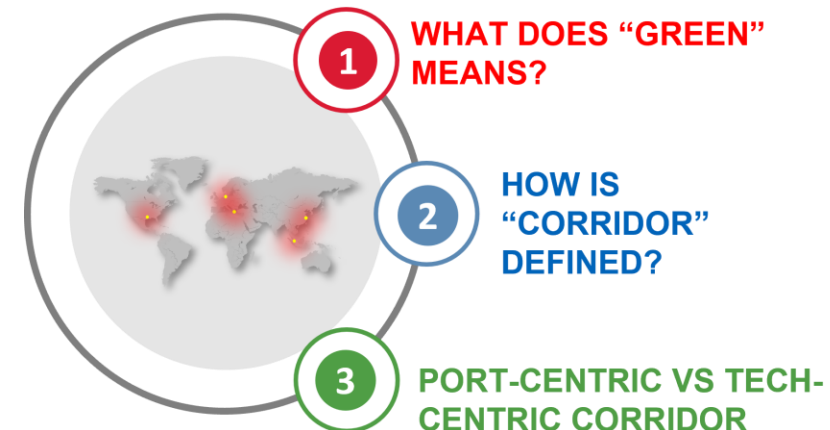 1
WHAT DOES “GREEN”
MEANS?
2
HOW IS
“CORRIDOR”
DEFINED?
3
PORT-CENTRIC VS TECH-
CENTRIC CORRIDOR